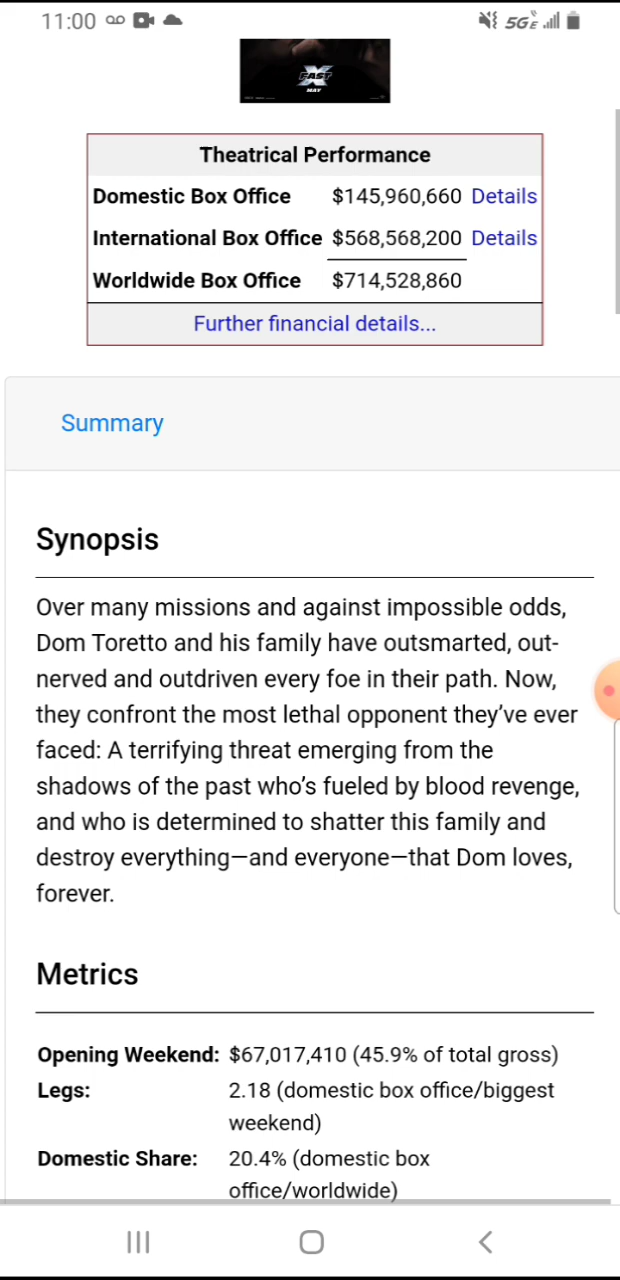 11:00
5GE
FAST X
MAY
Theatrical Performance
Domestic Box Office $145,960,660 Details
International Box Office $568,568,200 Details
Worldwide Box Office $714,528,860
Further financial details...
Summary
Synopsis
Over many missions and against impossible odds,
Dom Toretto and his family have outsmarted, out-
nerved and outdriven every foe in their path. Now,
they confront the most lethal opponent they’ve ever
faced: A terrifying threat emerging from the
shadows of the past who’s fueled by blood revenge,
and who is determined to shatter this family and
destroy everything—and everyone—that Dom loves,
forever.
Metrics
Opening Weekend: $67,017,410 (45.9% of total gross)
Legs: 2.18 (domestic box office/biggest
weekend)
Domestic Share: 20.4% (domestic box
office/worldwide)